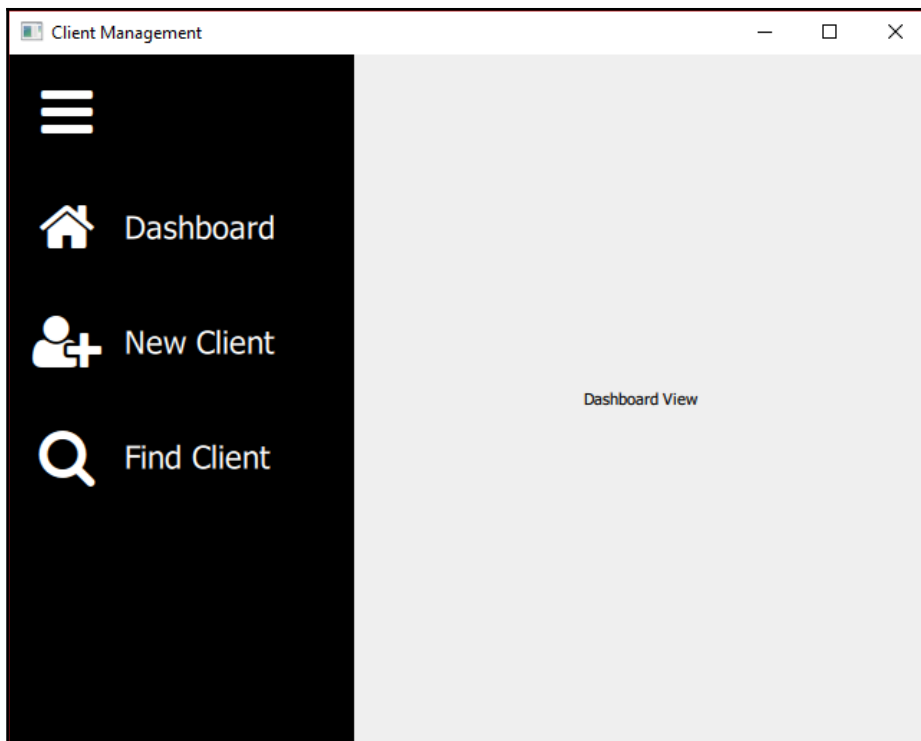 Client Management
Dashboard
New Client
Find Client
Dashboard View